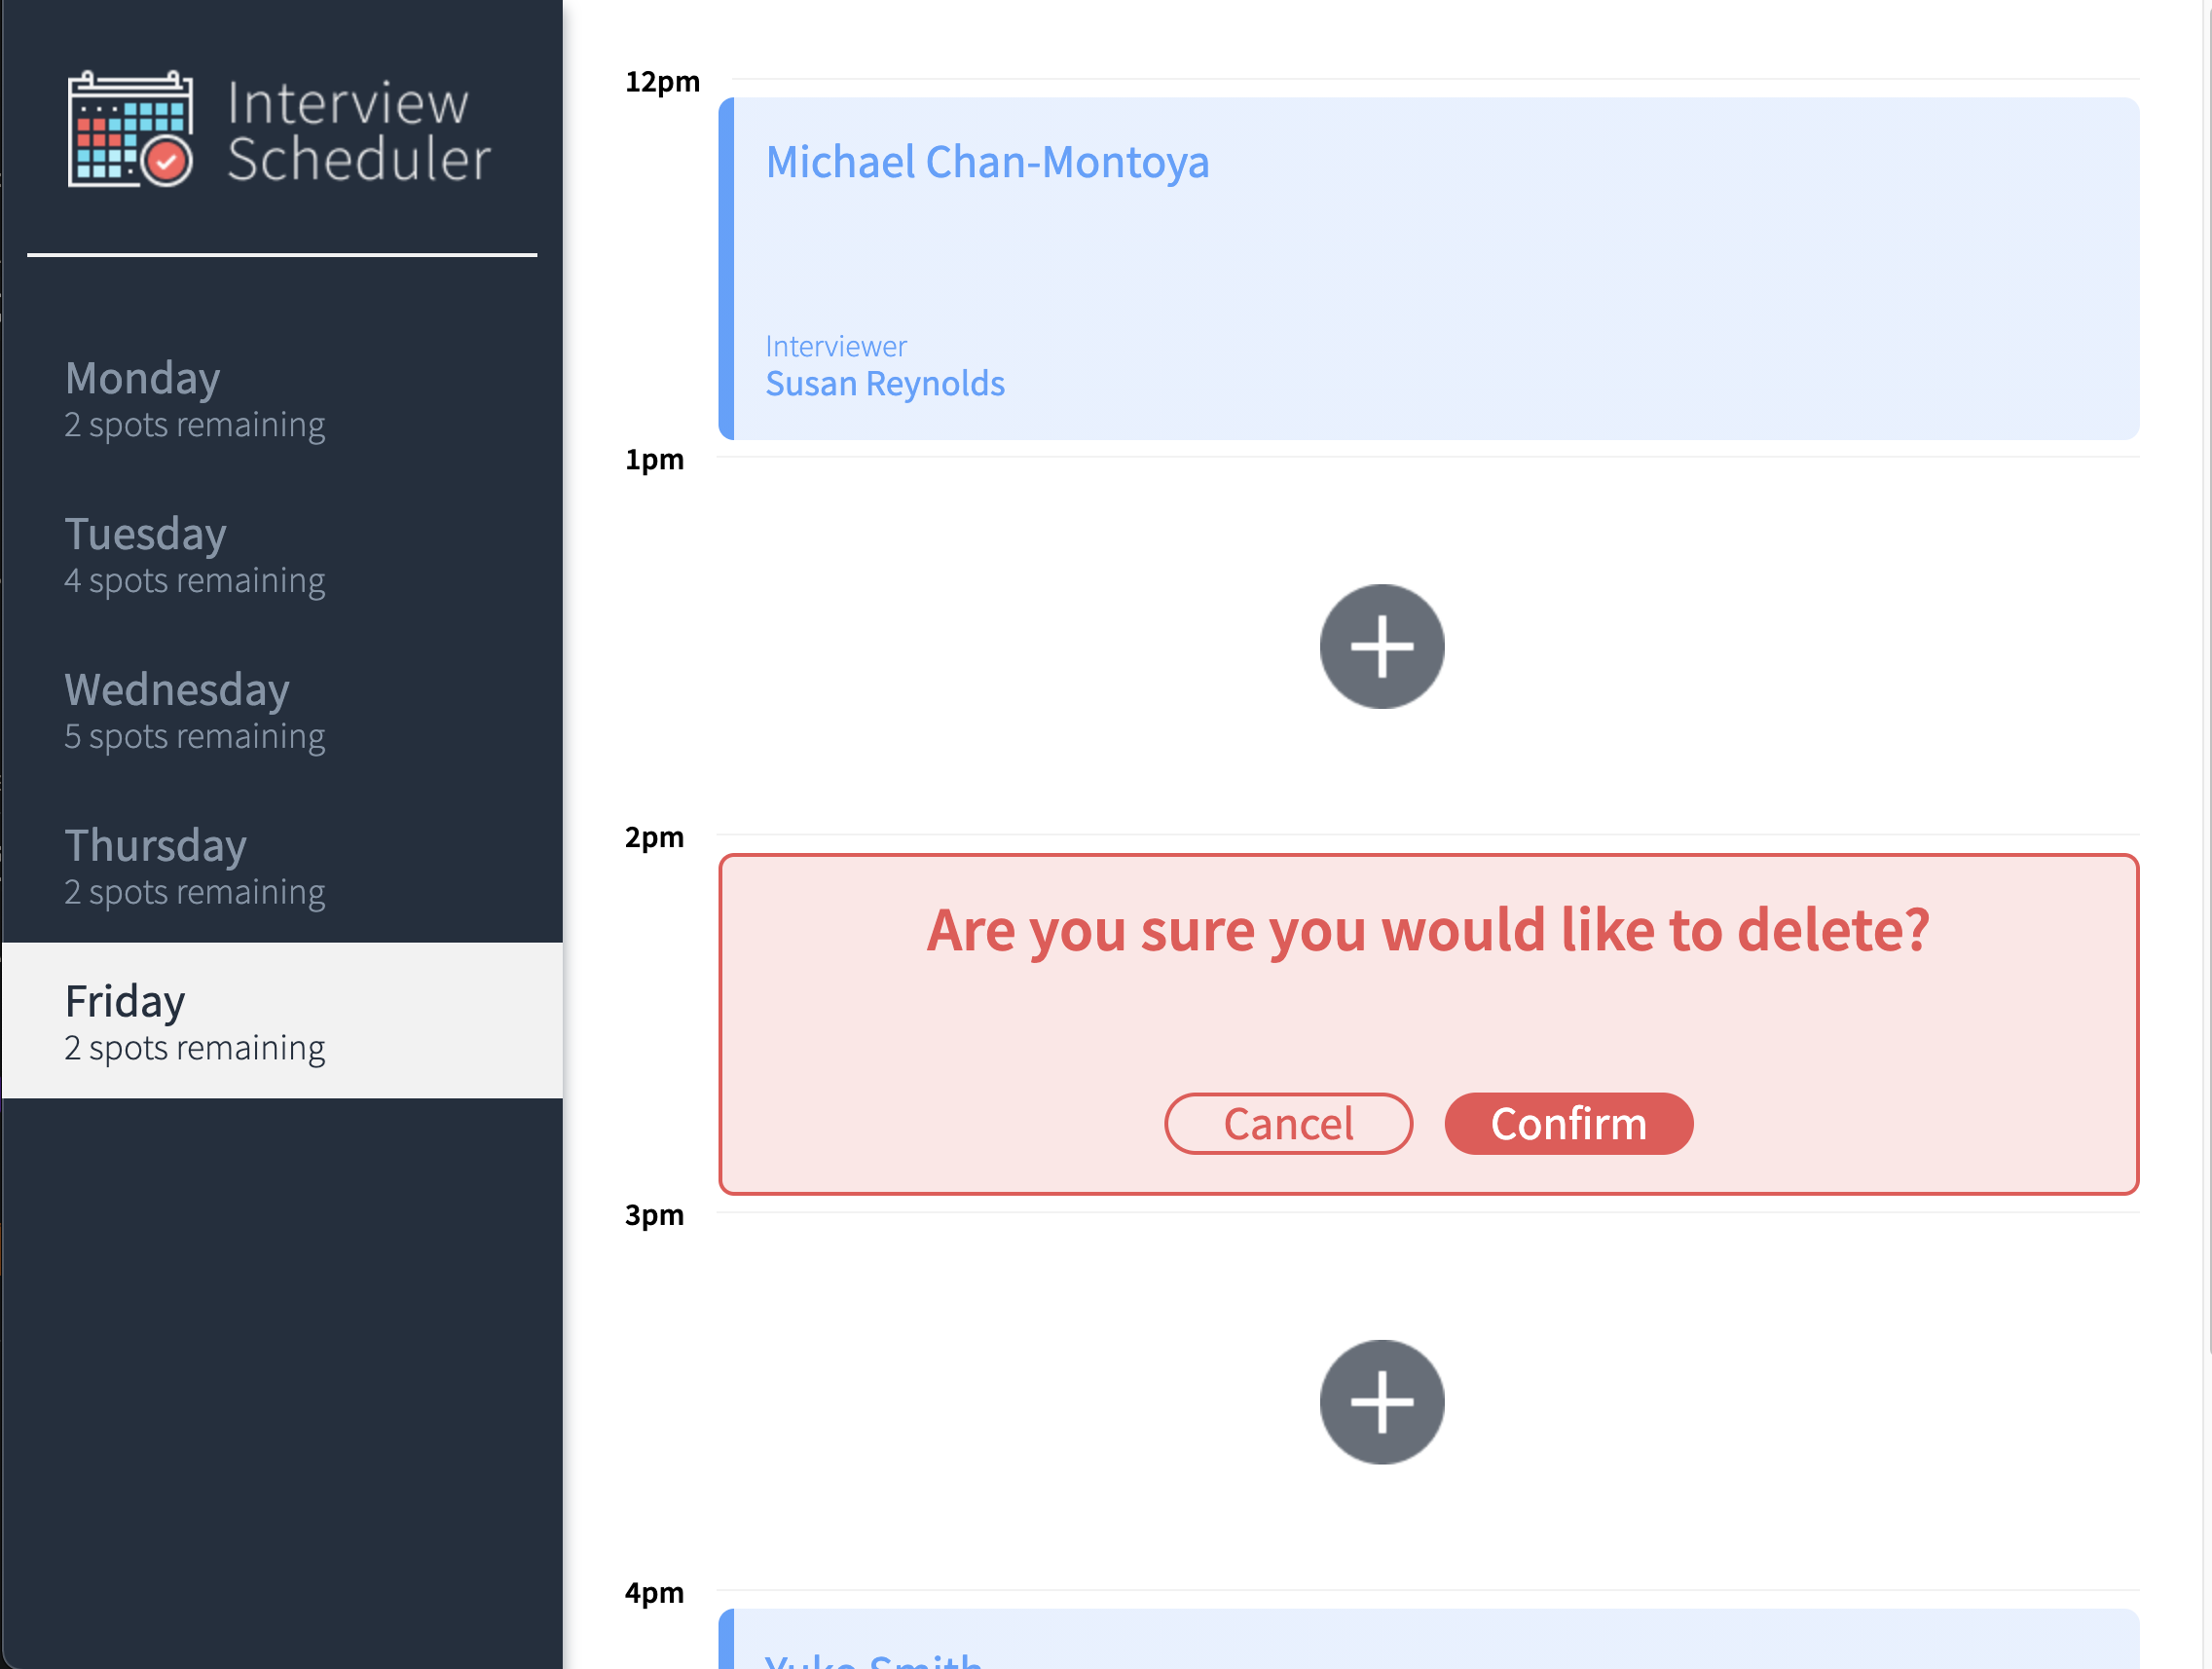 Interview
Scheduler
Monday
2 spots remaining
Tuesday
4 spots remaining
Wednesday
5 spots remaining
Thursday
2 spots remaining
Friday
2 spots remaining
12pm
Michael Chan-Montoya
Interviewer
Susan Reynolds
1pm
2pm
Are you sure you would like to delete?
Cancel Confirm
3pm
4pm
Yuko Smith